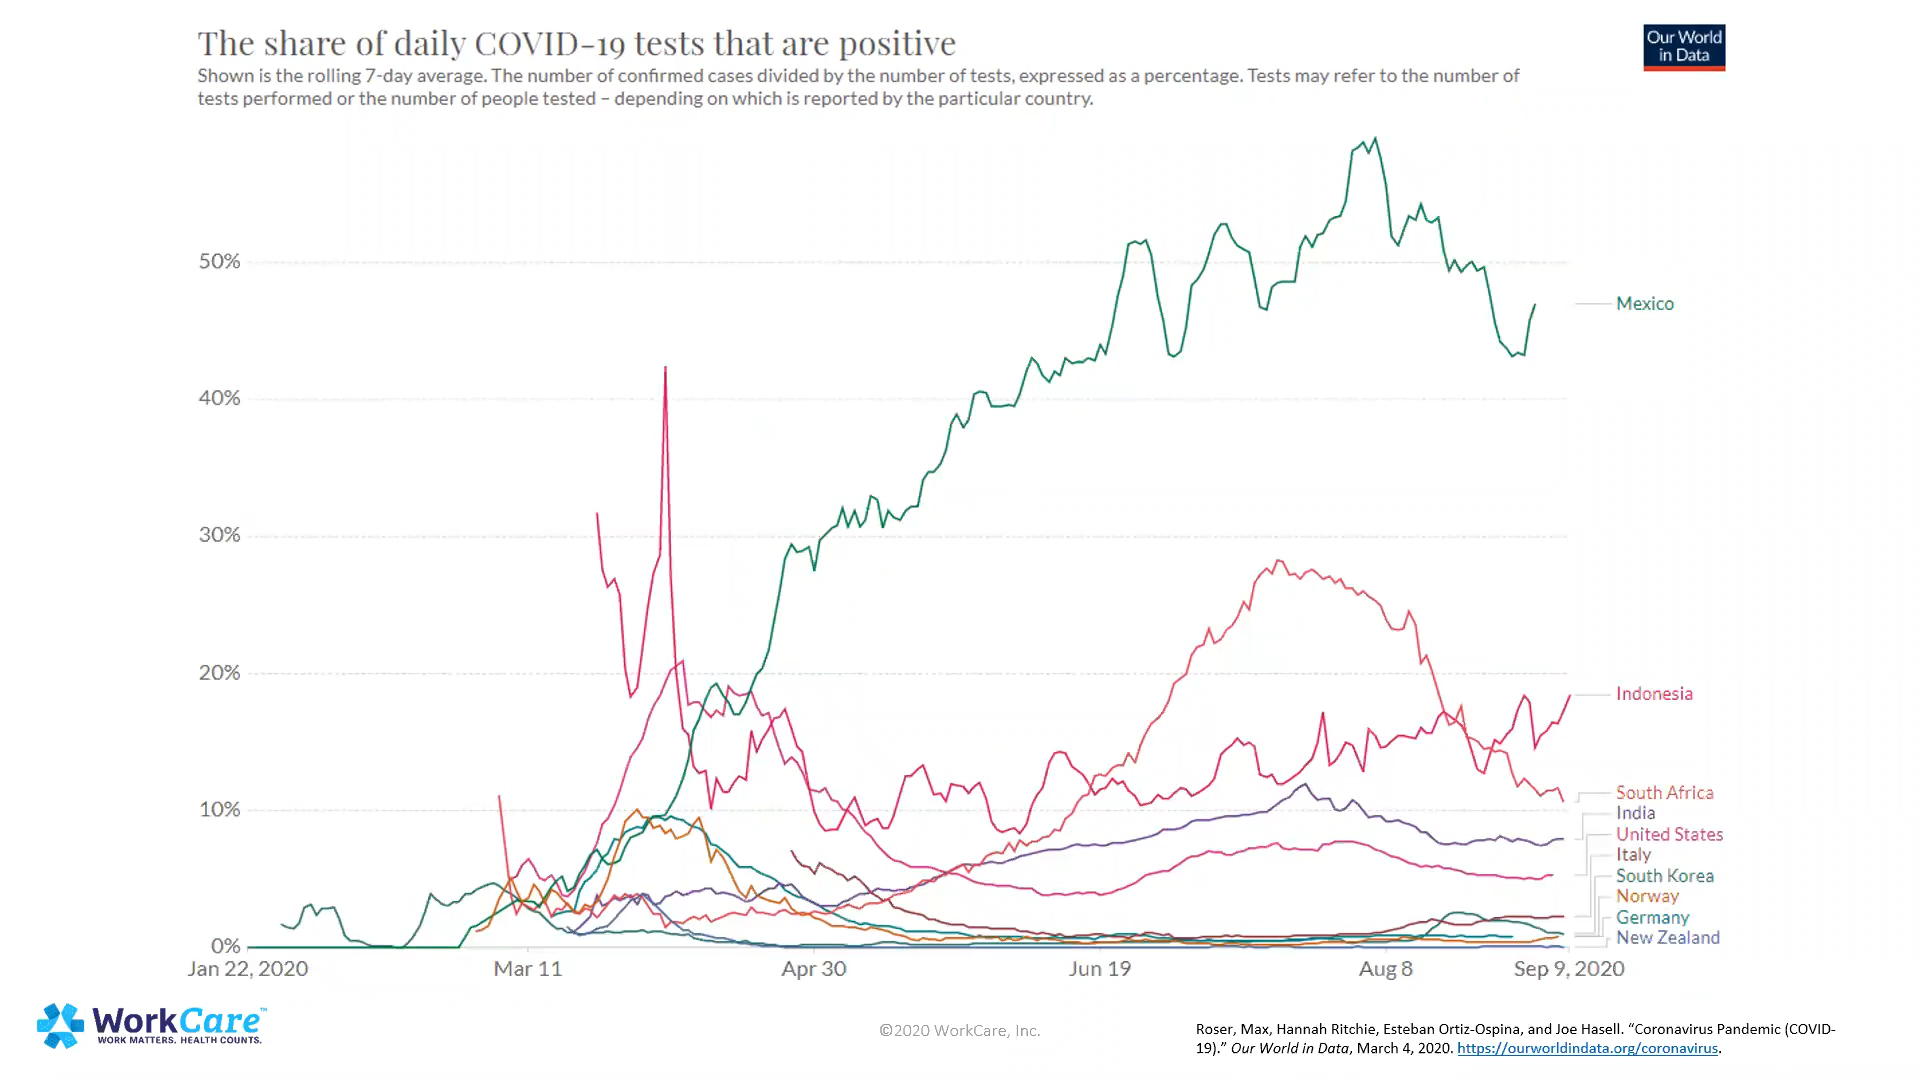 The share of daily COVID-19 tests that are positive
Our World
in Data
Shown is the rolling 7-day average. The number of confirmed cases divided by the number of tests, expressed as a percentage. Tests may refer to the number of
tests performed or the number of people tested – depending on which is reported by the particular country.
50%
40%
30%
20%
10%
0%
Mexico
Indonesia
South Africa
India
United States
Italy
South Korea
Norway
Germany
New Zealand
Jan 22, 2020
Mar 11
Apr 30
Jun 19
Aug 8
Sep 9, 2020
WorkCare™
WORK MATTERS. HEALTH COUNTS.
©2020 WorkCare, Inc.
Roser, Max, Hannah Ritchie, Esteban Ortiz-Ospina, and Joe Hasell. “Coronavirus Pandemic (COVID-
19).” Our World in Data, March 4, 2020. https://ourworldindata.org/coronavirus.